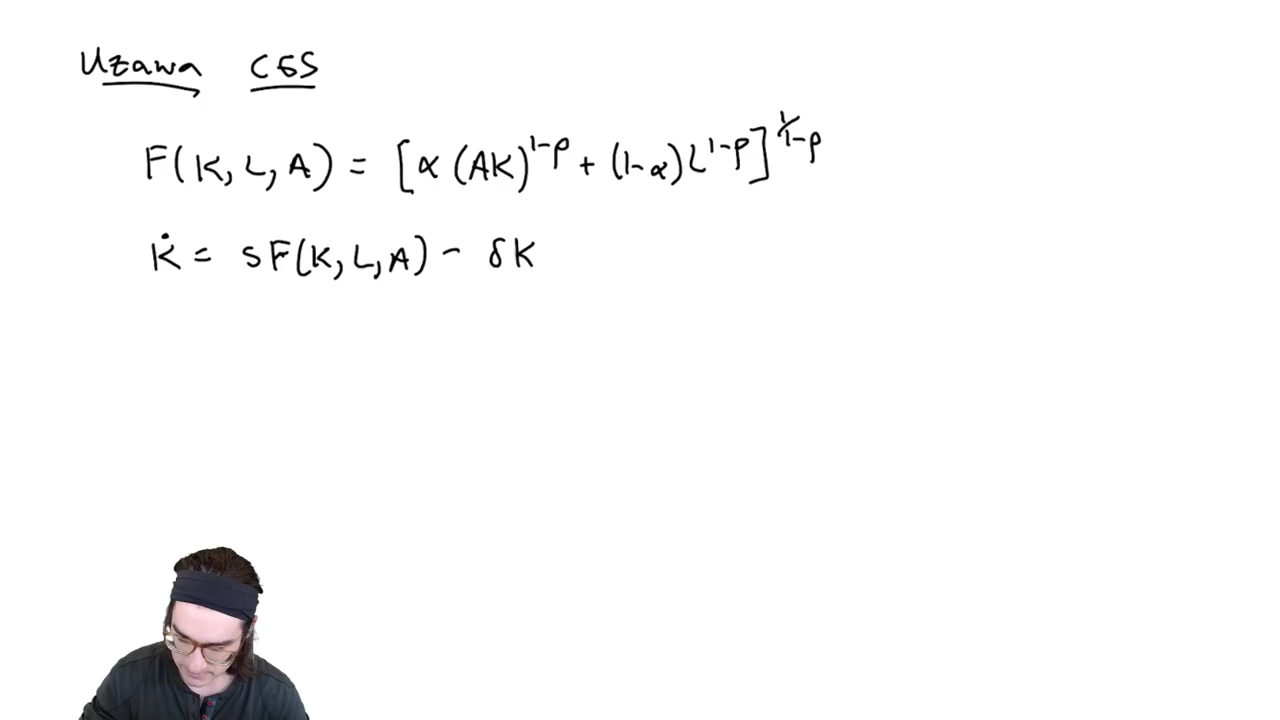 Uzawa CES
F(K, L, A) = [α (AK)^{1-ρ} + (1-α) L^{1-ρ}]^{1/1-ρ}
K̇ = sF(K, L, A) - δK